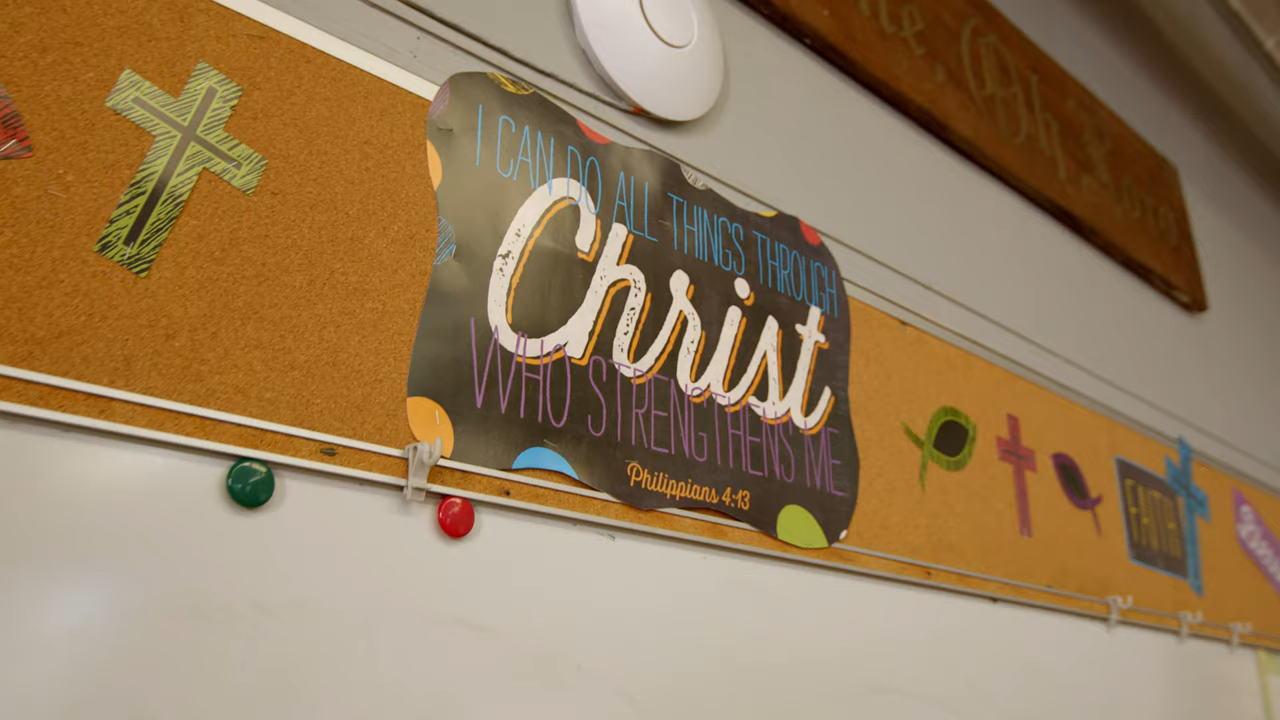 I CAN DO ALL THINGS THROUGH
Christ
WHO STRENGTHENS ME
Philippians 4:13
FAITH